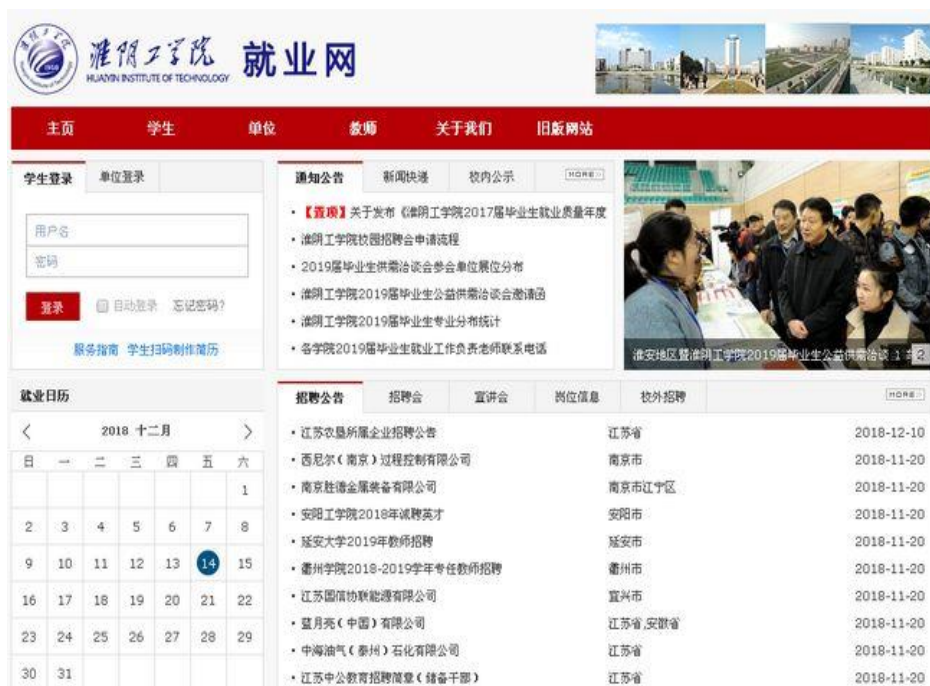 淮阴工学院 就业网
HUAIYIN INSTITUTE OF TECHNOLOGY
主页 学生 单位 教师 关于我们 旧版网站
学生登录 单位登录
用户名
密码
登录 自动登录 忘记密码?
服务指南 学生扫码制作简历
通知公告 新闻快递 校内公示 MORE
·【置顶】关于发布《淮阴工学院2017届毕业生就业质量年度
· 淮阴工学院校园招聘会申请流程
· 2019届毕业生供需洽谈会参会单位展位分布
· 淮阴工学院2019届毕业生公益供需洽谈会邀请函
· 淮阴工学院2019届毕业生专业分布统计
· 各学院2019届毕业生就业工作负责老师联系电话
淮安地区暨淮阴工学院2019届毕业生公益供需洽谈 1 2
就业日历
< 2018 十二月 >
日 一 二 三 四 五 六
1
2 3 4 5 6 7 8
9 10 11 12 13 14 15
16 17 18 19 20 21 22
23 24 25 26 27 28 29
30 31
招聘公告 招聘会 宣讲会 岗位信息 校外招聘 MORE
· 江苏农垦所属企业招聘公告 江苏省 2018-12-10
· 西尼尔(南京)过程控制有限公司 南京市 2018-11-20
· 南京胜德金属装备有限公司 南京市江宁区 2018-11-20
· 安阳工学院2018年诚聘英才 安阳市 2018-11-20
· 延安大学2019年教师招聘 延安市 2018-11-20
· 衢州学院2018-2019学年专任教师招聘 衢州市 2018-11-20
· 江苏国信协联能源有限公司 宜兴市 2018-11-20
· 蓝月亮(中国)有限公司 江苏省,安徽省 2018-11-20
· 中海油气(泰州)石化有限公司 江苏省 2018-11-20
· 江苏中公教育招聘简章(储备干部) 江苏省 2018-11-20